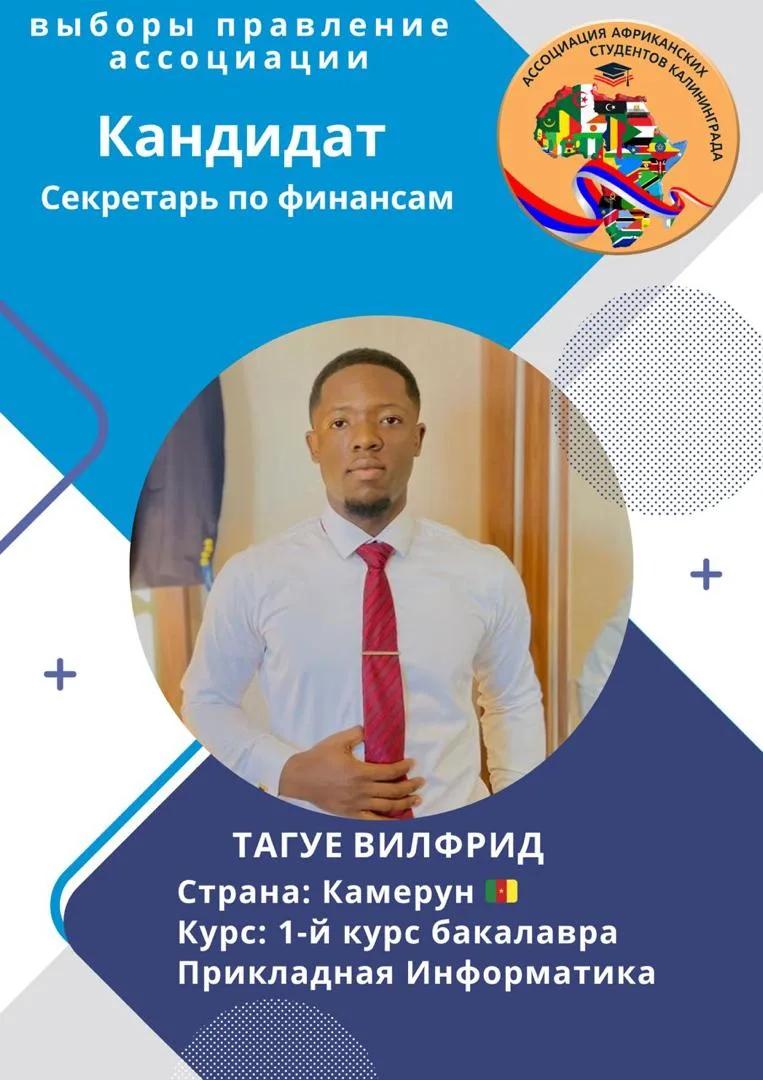 выборы правление
ассоциации
Кандидат
Секретарь по финансам
АССОЦИАЦИЯ АФРИКАНСКИХ
СТУДЕНТОВ КАЛИНИНГРАДА
ТАГУЕ ВИЛФРИД
Страна: Камерун 🇨🇲
Курс: 1-й курс бакалавра
Прикладная Информатика